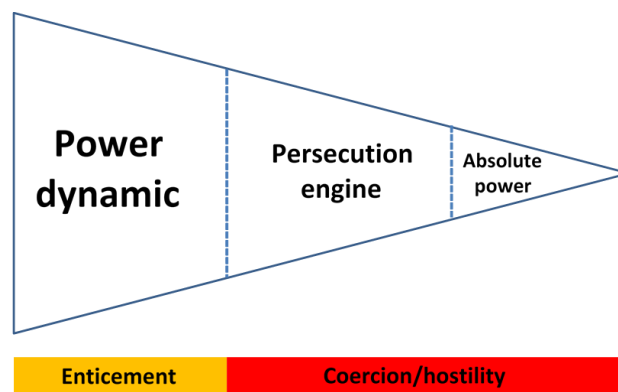 Power
dynamic
Persecution
engine
Absolute
power
Enticement
Coercion/hostility